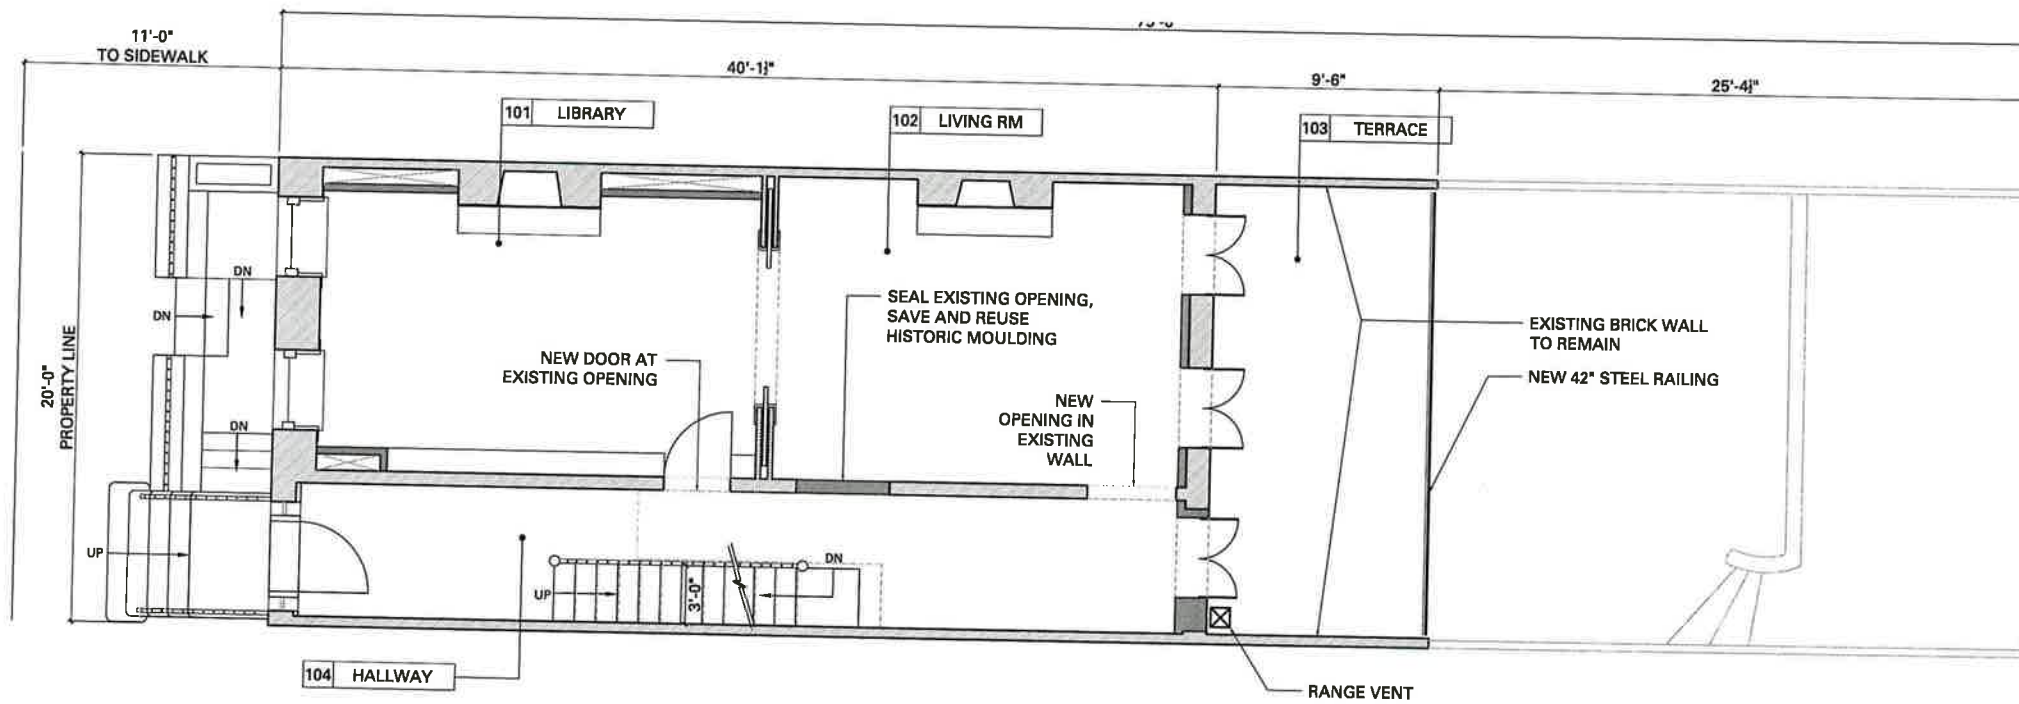 11'-0"
TO SIDEWALK
40'-1½"
9'-6"
25'-4½"
101 LIBRARY
102 LIVING RM
103 TERRACE
DN
DN
DN
20'-0"
PROPERTY LINE
SEAL EXISTING OPENING,
SAVE AND REUSE
HISTORIC MOULDING
NEW DOOR AT
EXISTING OPENING
NEW
OPENING IN
EXISTING
WALL
EXISTING BRICK WALL
TO REMAIN
NEW 42" STEEL RAILING
UP
UP
3'-0"
DN
104 HALLWAY
RANGE VENT